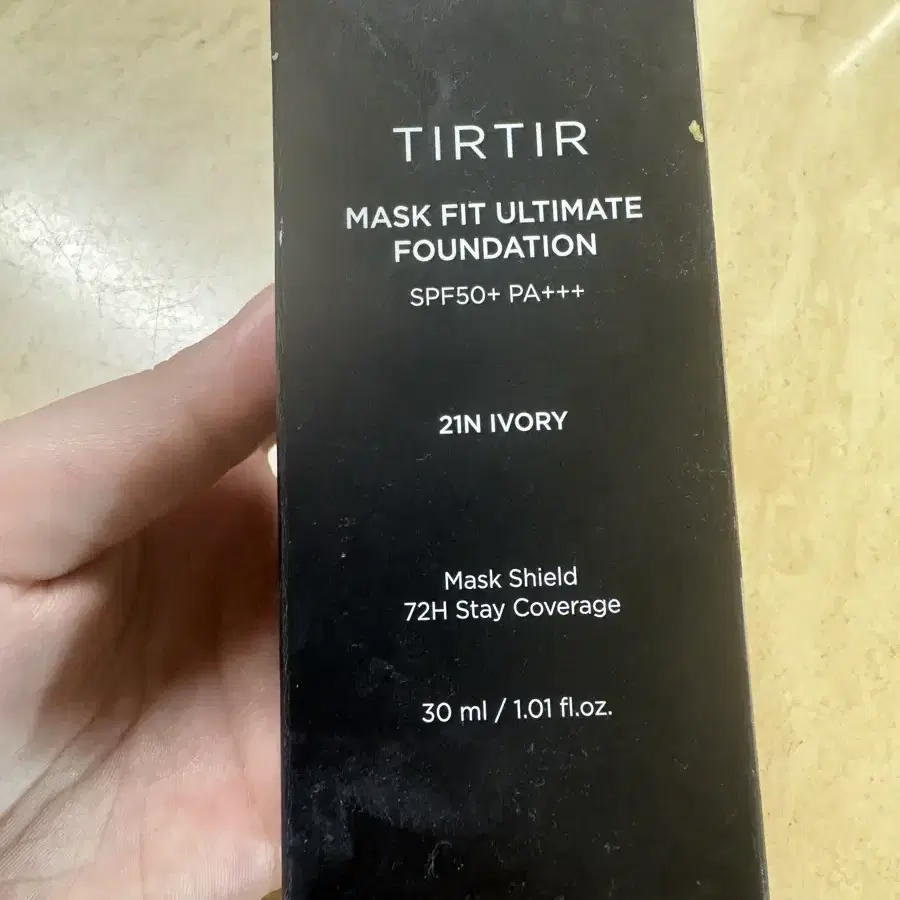 TIRTIR
MASK FIT ULTIMATE
FOUNDATION
SPF50+ PA+++
21N IVORY
Mask Shield
72H Stay Coverage
30 ml / 1.01 fl.oz.